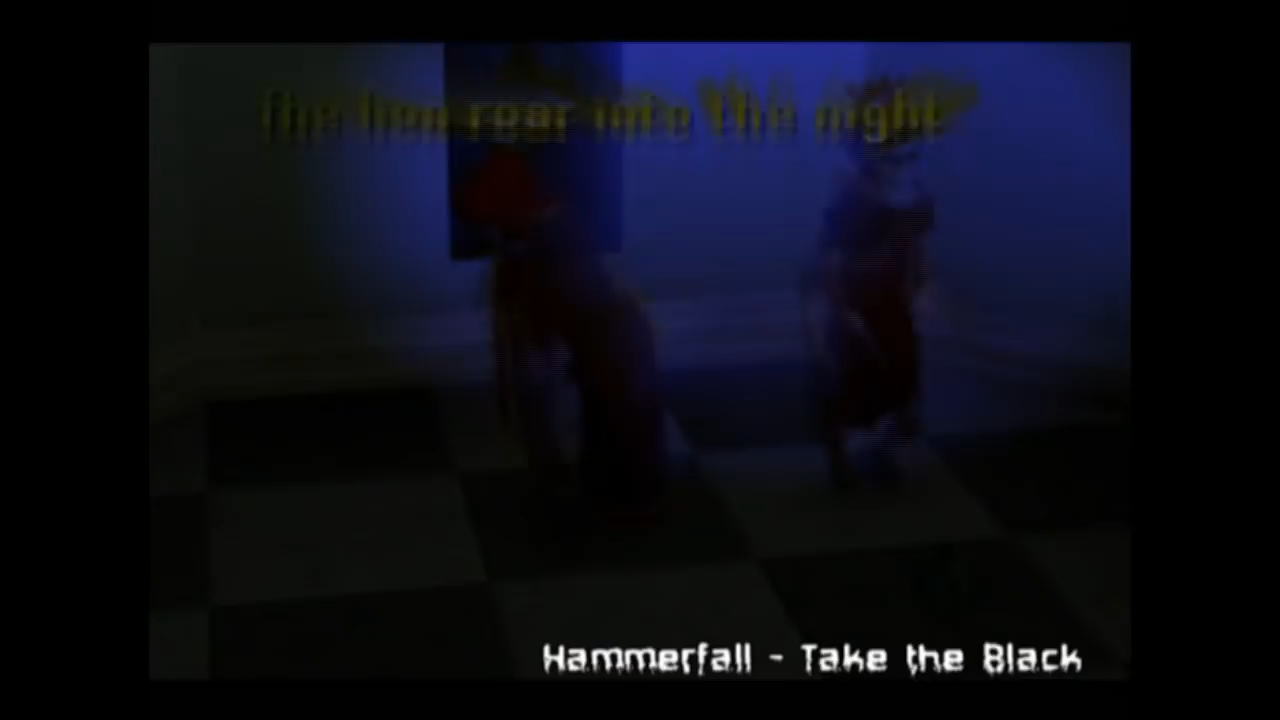 the lion roar into the night
Hammerfall - Take the Black